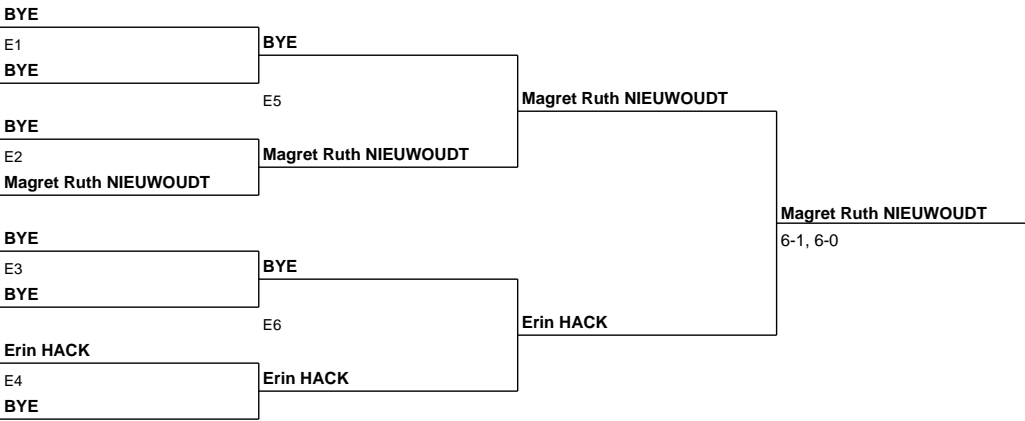 BYE
E1
BYE
BYE
E5
BYE
E2
Magret Ruth NIEUWOUDT
Magret Ruth NIEUWOUDT
Magret Ruth NIEUWOUDT
BYE
E3
BYE
BYE
E6
Erin HACK
E4
BYE
Erin HACK
Erin HACK
Magret Ruth NIEUWOUDT
6-1, 6-0